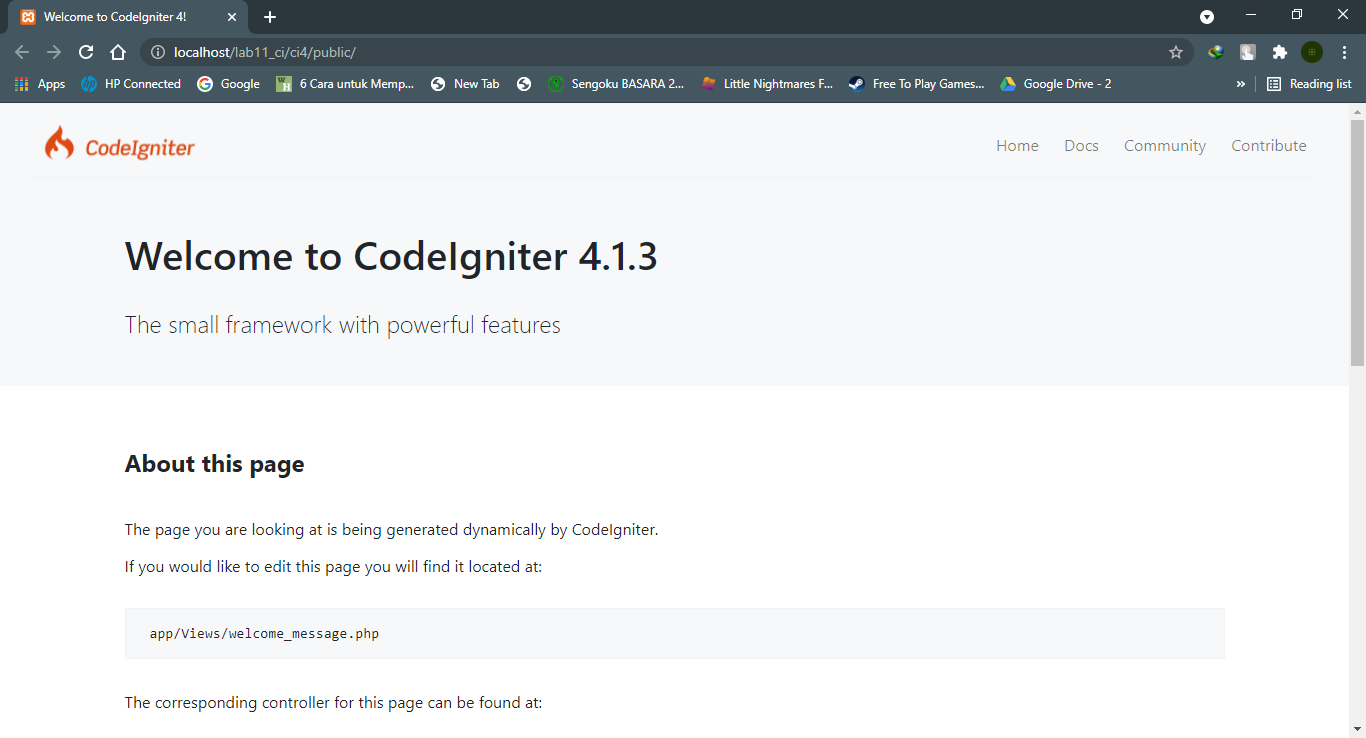 Welcome to CodeIgniter 4!
localhost/lab11_ci/ci4/public/
Apps HP Connected Google 6 Cara untuk Memp... New Tab Sengoku BASARA 2... Little Nightmares F... Free To Play Games... Google Drive - 2 » Reading list
CodeIgniter Home Docs Community Contribute
Welcome to CodeIgniter 4.1.3
The small framework with powerful features
About this page
The page you are looking at is being generated dynamically by CodeIgniter.
If you would like to edit this page you will find it located at:
app/Views/welcome_message.php
The corresponding controller for this page can be found at: